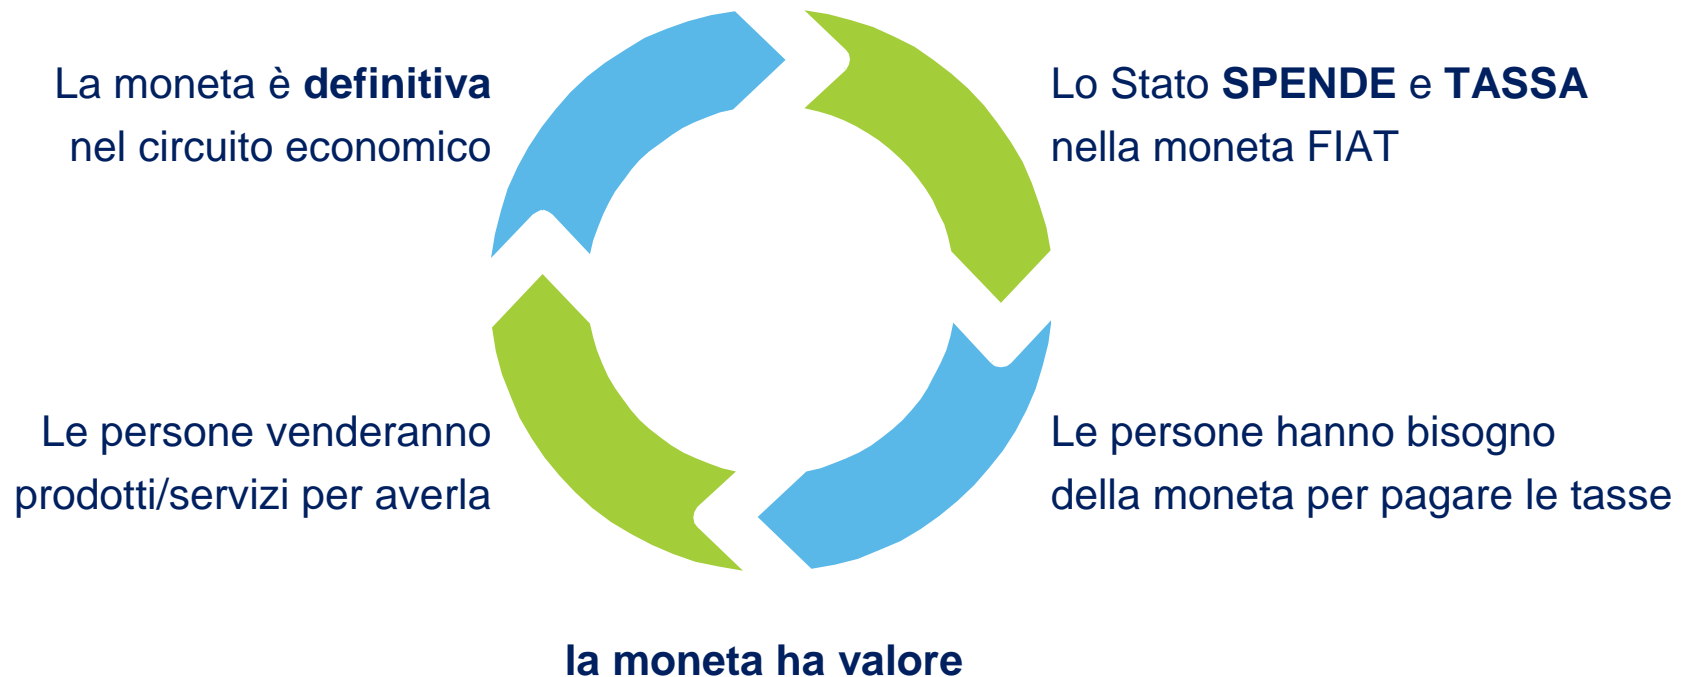 La moneta è definitiva
nel circuito economico
Lo Stato SPENDE e TASSA
nella moneta FIAT
Le persone venderanno
prodotti/servizi per averla
Le persone hanno bisogno
della moneta per pagare le tasse
la moneta ha valore